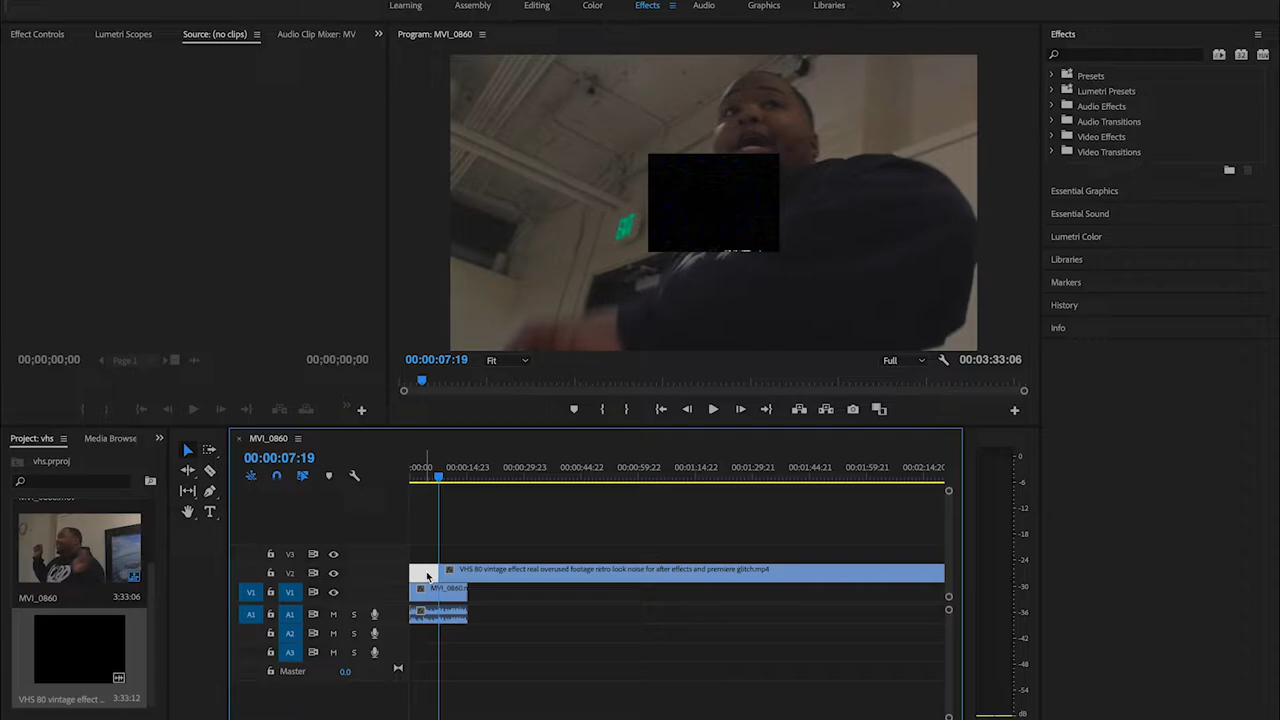 Learning Assembly Editing Color Effects Audio Graphics Libraries
Effect Controls Lumetri Scopes Source: (no clips) Audio Clip Mixer: MV
Program: MVI_0860
Effects
Presets
Lumetri Presets
Audio Effects
Audio Transitions
Video Effects
Video Transitions
Essential Graphics
Essential Sound
Lumetri Color
Libraries
Markers
History
Info
00;00;00;00 Page 1 00;00;00;00
00:00:07:19 Fit Full 00:03:33:06
Project: vhs Media Browse
vhs.prproj
MVI_0860 3:33:06
VHS 80 vintage effect ... 3:33:12
MVI_0860
00:00:07:19
:00:00 00:00:14:23 00:00:29:23 00:00:44:22 00:00:59:22 00:01:14:22 00:01:29:21 00:01:44:21 00:01:59:21 00:02:14:20
V3
V2 VHS 80 vintage effect real overused footage retro look noise for after effects and premiere glitch.mp4
V1 V1 MVI_0860.m
A1 A1 M S
A2 M S
A3 M S
Master 0.0
0
-6
-12
-18
-24
-30
-36
-42
-48
-54
dB